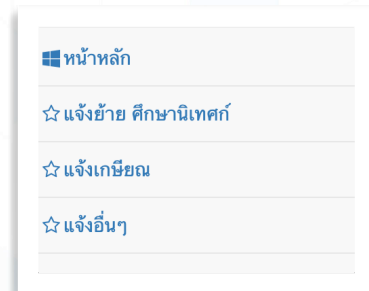 หน้าหลัก
แจ้งย้าย ศึกษานิเทศก์
แจ้งเกษียณ
แจ้งอื่นๆ